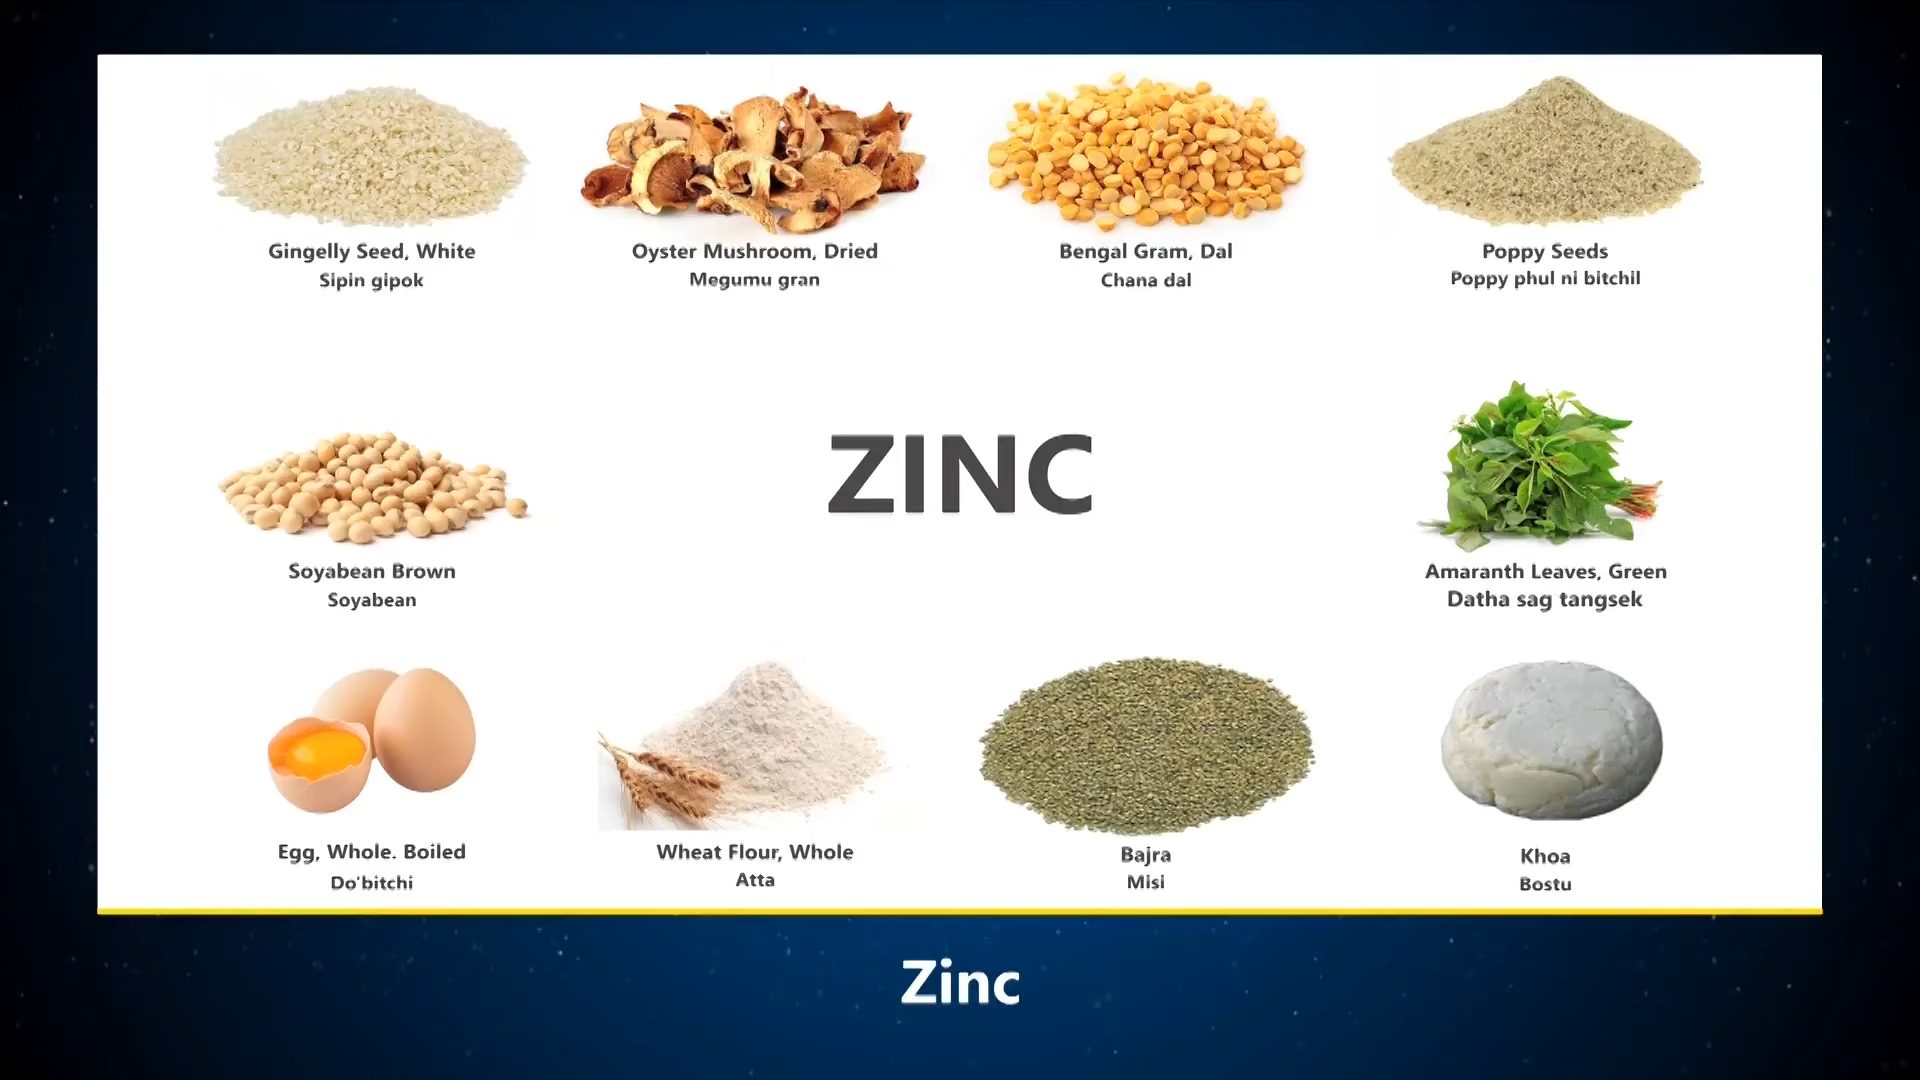 Gingelly Seed, White
Sipin gipok
Oyster Mushroom, Dried
Megumu gran
Bengal Gram, Dal
Chana dal
Poppy Seeds
Poppy phul ni bitchil
Soyabean Brown
Soyabean
ZINC
Amaranth Leaves, Green
Datha sag tangsek
Egg, Whole. Boiled
Do'bitchi
Wheat Flour, Whole
Atta
Bajra
Misi
Khoa
Bostu
Zinc